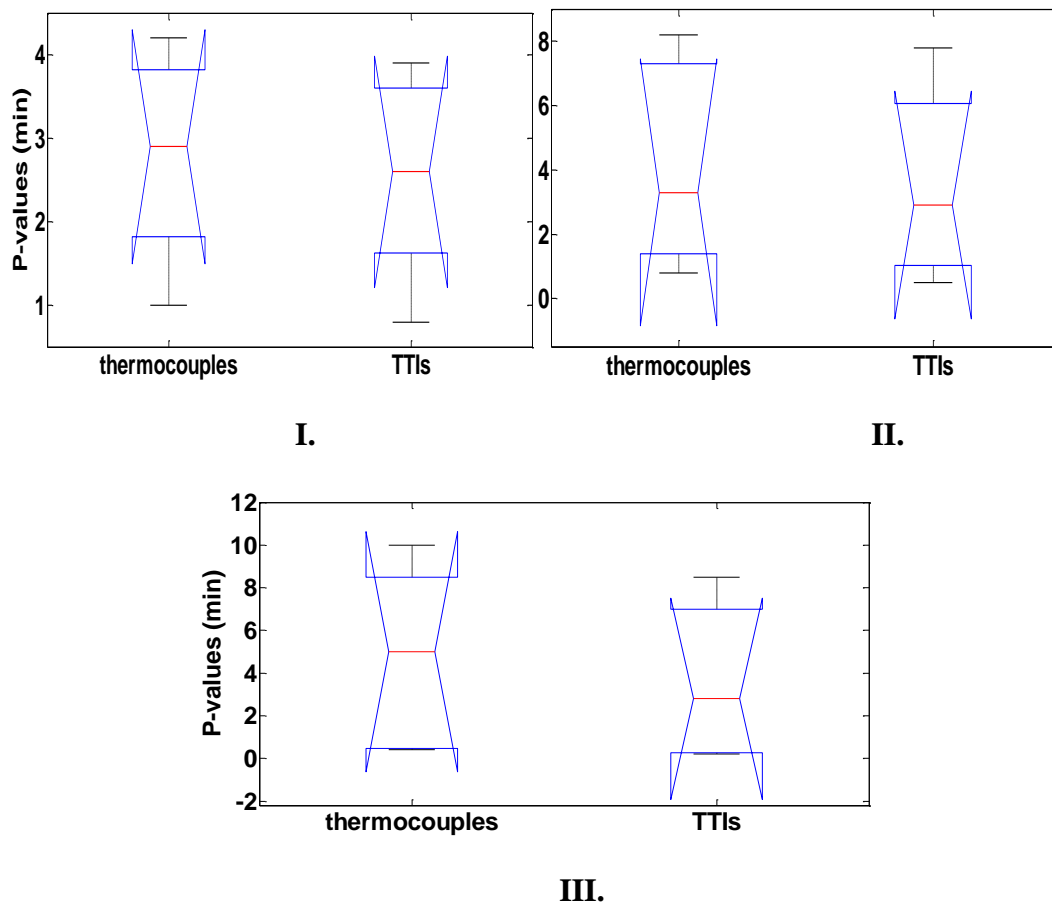 P-values (min)
4
3
2
1
thermocouples TTIs
8
6
4
2
0
thermocouples TTIs
I. II.
P-values (min)
12
10
8
6
4
2
0
-2
thermocouples TTIs
III.